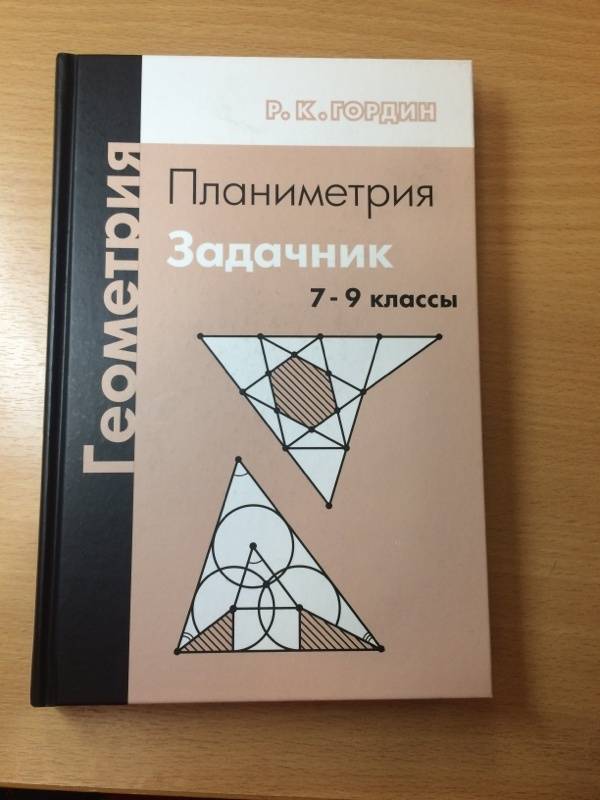 Р. К. ГОРДИН
Геометрия
Планиметрия
Задачник
7 - 9 классы